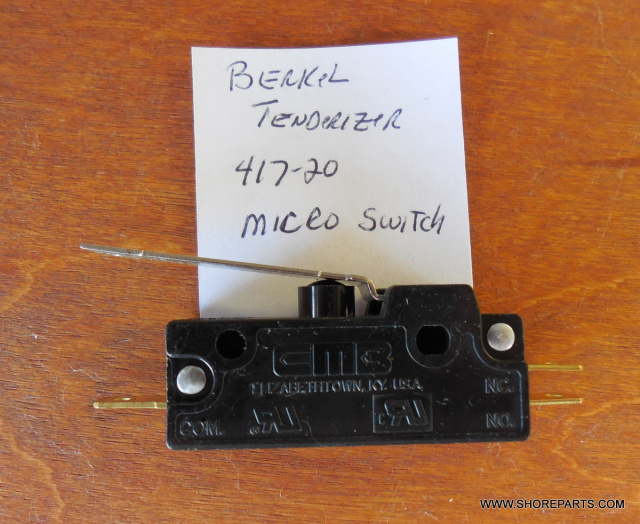 BERKEL
TENDERIZER
417-20
MICRO SWITCH
CMB
ELIZABETHTOWN, KY. USA.
NC.
COM.
NO.
WWW.SHOREPARTS.COM